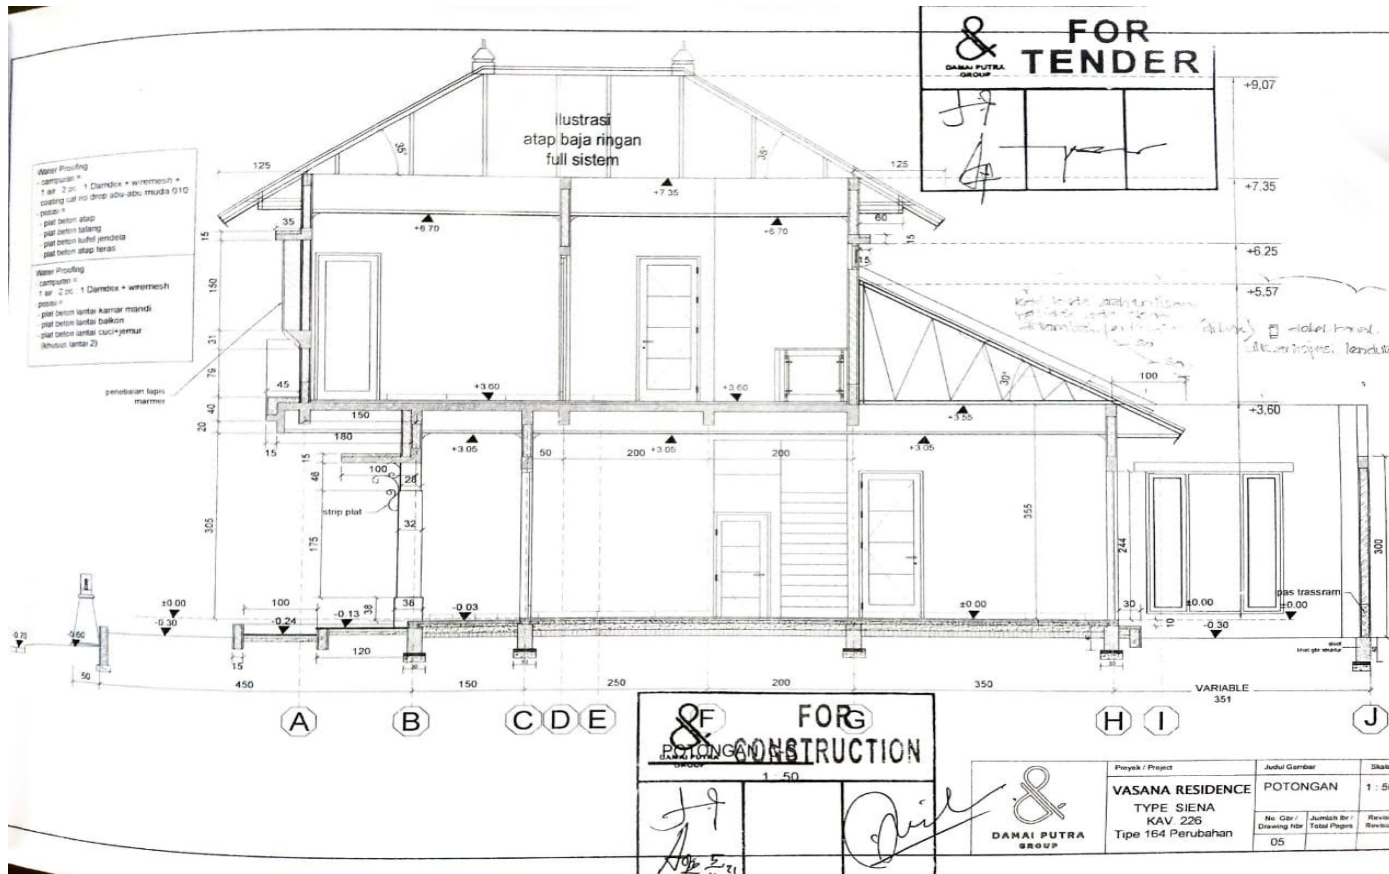 FOR
TENDER
&
DAMAI PUTRA
GROUP
+9,07
ilustrasi
atap baja ringan
full sistem
35°
35°
125
125
+7.35
+7.35
Water Proofing
- campuran =
1 air 2 pc 1 Damdex + wiremesh +
coating cat no drop abu-abu muda 010
- posisi =
- plat beton atap
- plat beton talang
- plat beton luifel jendela
- plat beton atap teras
Water Proofing
- campuran =
1 air 2 pc 1 Damdex + wiremesh
- posisi =
- plat beton lantai kamar mandi
- plat beton lantai balkon
- plat beton lantai cuci+jemur
(khusus lantai 2)
35
15
+6.70
+6.70
60
15
15
+6.25
+5,57
150
31
79
45
40
20
penebalan lapis
marmer
+3.60
+3.60
30°
100
+3,60
150
180
15
15
+3.05
50
200
+3.05
200
+3.55
+3.05
100
46
28
strip plat
32
305
175
355
244
300
38
38
100
±0.00
-0.30
-0.24
-0.13
-0.03
±0.00
30
10
±0.00
±0.00
-0.30
pas trassram
-0.70
-0.60
15
120
50
450
150
250
200
350
VARIABLE
351
A
B
C
D
E
F
G
H
I
J
FOR
CONSTRUCTION
&
DAMAI PUTRA
GROUP
1 : 50
DAMAI PUTRA
GROUP
Proyek / Project
VASANA RESIDENCE
TYPE SIENA
KAV. 226
Tipe 164 Perubahan
Judul Gambar
POTONGAN
No. Gbr /
Drawing Nbr
05
Jumlah lbr /
Total Pages